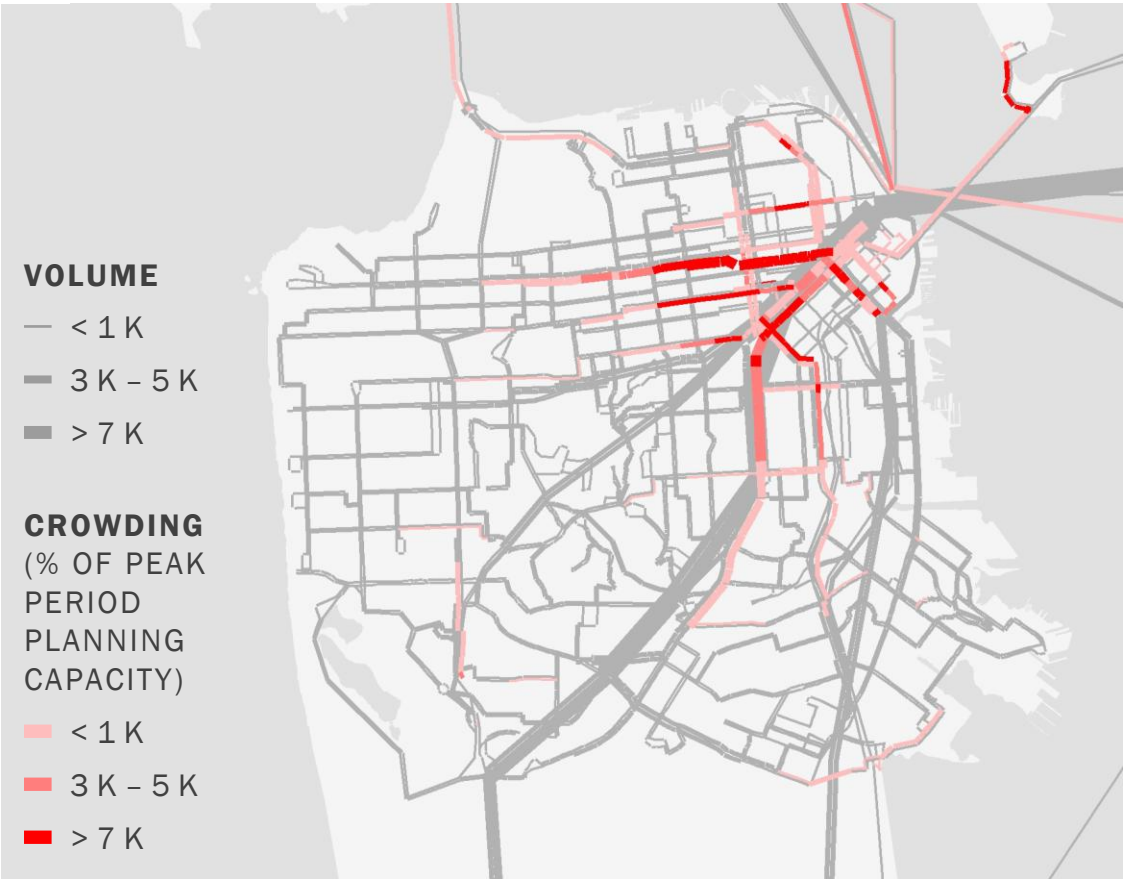 VOLUME
< 1 K
3 K – 5 K
> 7 K
CROWDING
(% OF PEAK
PERIOD
PLANNING
CAPACITY)
< 1 K
3 K – 5 K
> 7 K